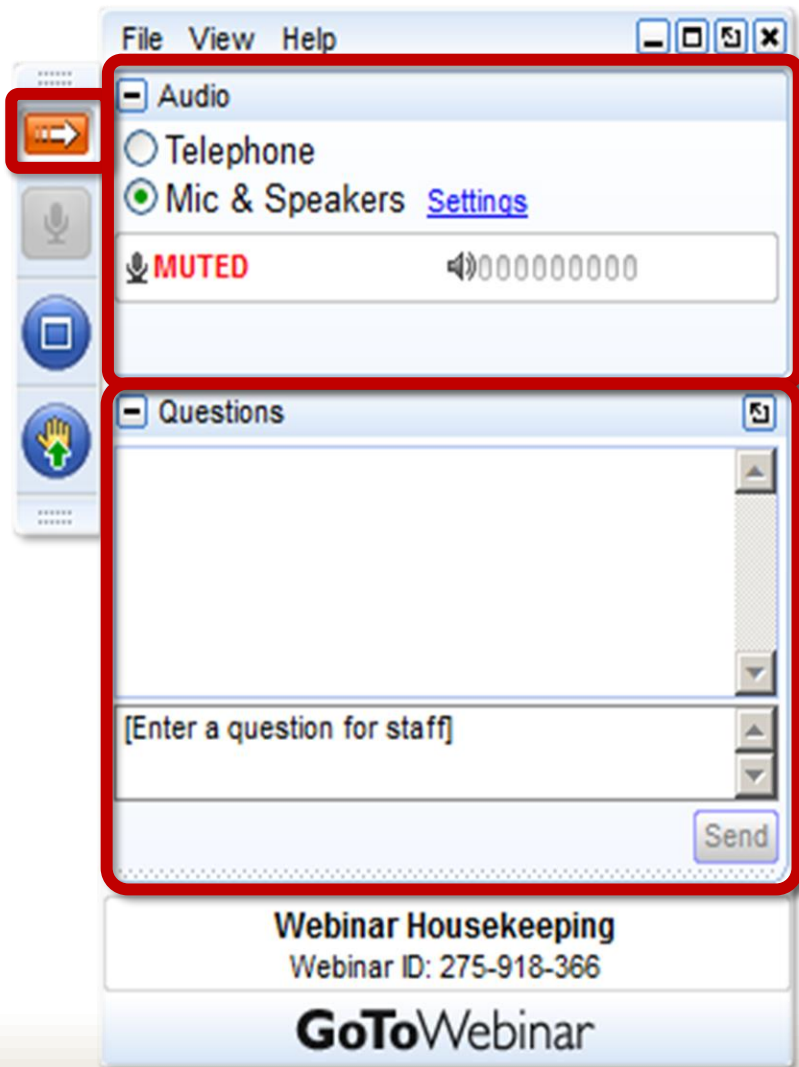 File View Help
Audio
Telephone
Mic & Speakers Settings
MUTED
Questions
[Enter a question for staff]
Send
Webinar Housekeeping
Webinar ID: 275-918-366
GoToWebinar